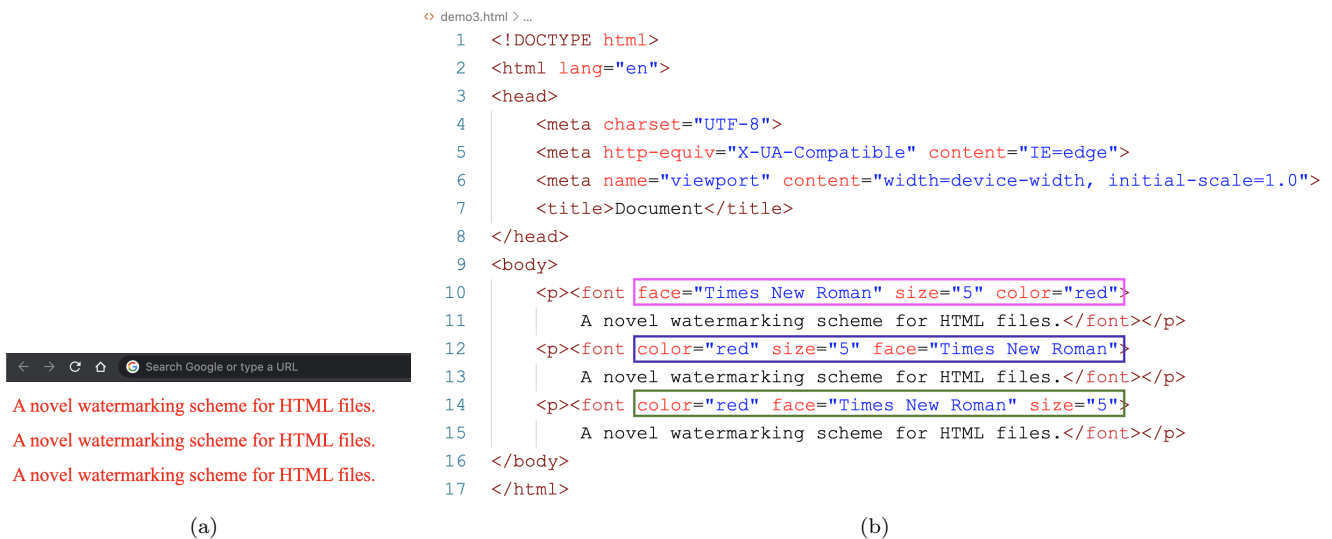 Search Google or type a URL
A novel watermarking scheme for HTML files.
A novel watermarking scheme for HTML files.
A novel watermarking scheme for HTML files.
(a)
<> demo3.html > ...
1 <!DOCTYPE html>
2 <html lang="en">
3 <head>
4 <meta charset="UTF-8">
5 <meta http-equiv="X-UA-Compatible" content="IE=edge">
6 <meta name="viewport" content="width=device-width, initial-scale=1.0">
7 <title>Document</title>
8 </head>
9 <body>
10 <p><font face="Times New Roman" size="5" color="red">
11 A novel watermarking scheme for HTML files.</font></p>
12 <p><font color="red" size="5" face="Times New Roman">
13 A novel watermarking scheme for HTML files.</font></p>
14 <p><font color="red" face="Times New Roman" size="5">
15 A novel watermarking scheme for HTML files.</font></p>
16 </body>
17 </html>
(b)